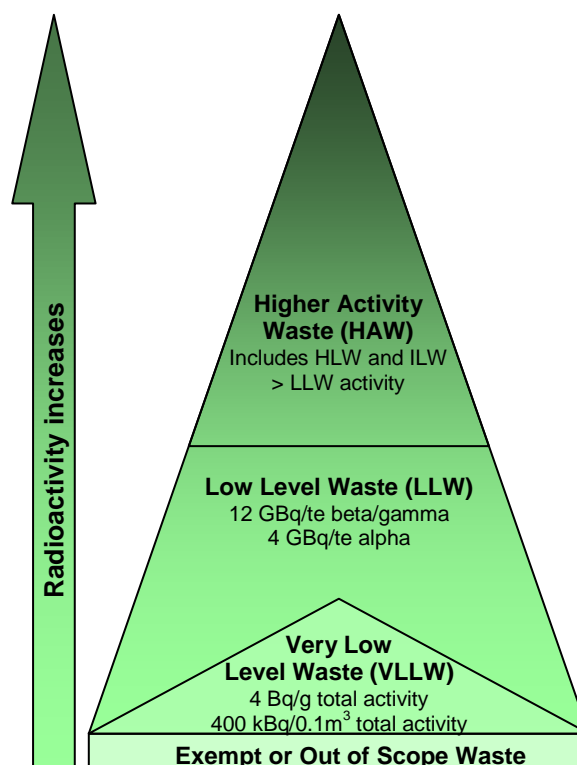 Radioactivity increases
Higher Activity
Waste (HAW)
Includes HLW and ILW
> LLW activity
Low Level Waste (LLW)
12 GBq/te beta/gamma
4 GBq/te alpha
Very Low
Level Waste (VLLW)
4 Bq/g total activity
400 kBq/0.1m³ total activity
Exempt or Out of Scope Waste